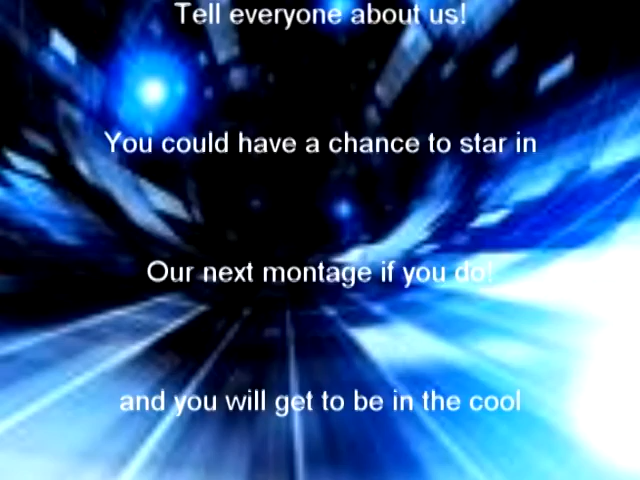 Tell everyone about us!
You could have a chance to star in
Our next montage if you do!
and you will get to be in the cool